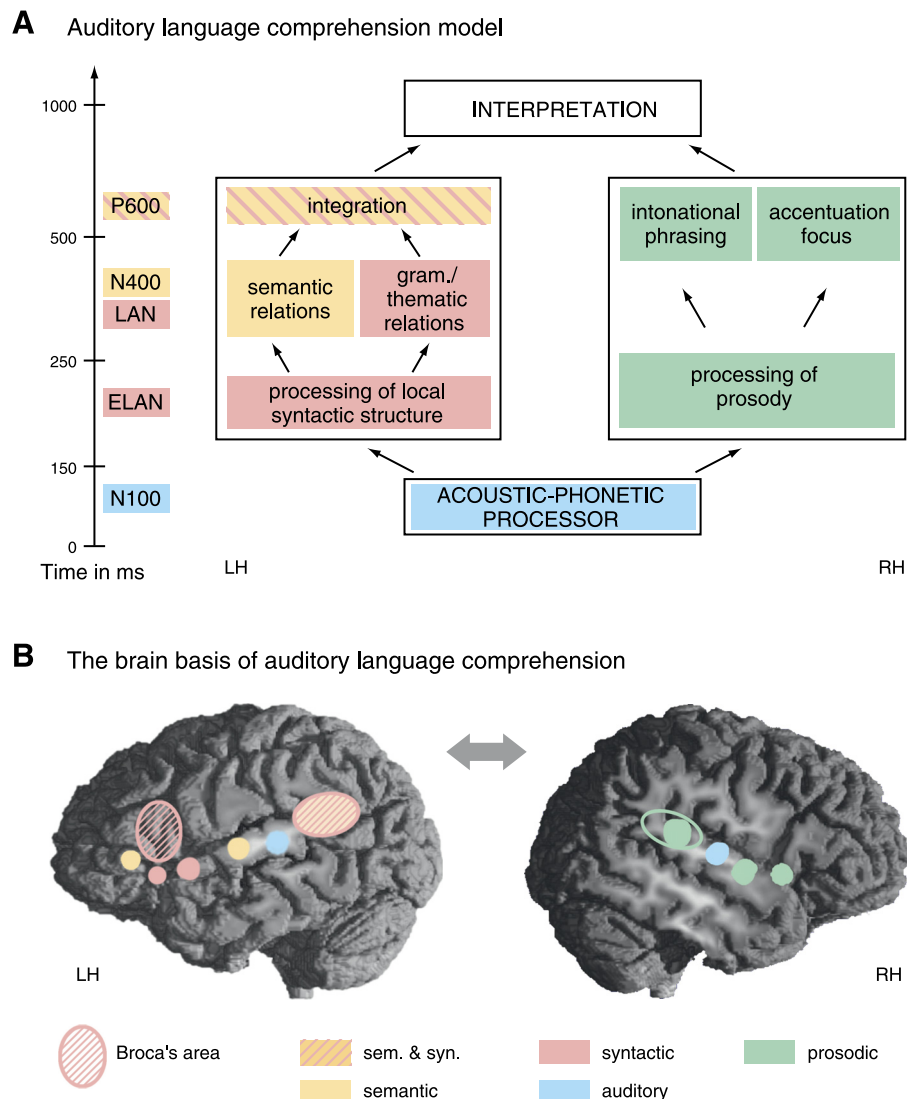 A Auditory language comprehension model
1000
INTERPRETATION
P600
integration
intonational
phrasing
accentuation
focus
500
N400
semantic
relations
gram./
thematic
relations
LAN
250
ELAN
processing of local
syntactic structure
processing of
prosody
150
N100
ACOUSTIC-PHONETIC
PROCESSOR
0
Time in ms
LH
RH
B The brain basis of auditory language comprehension
LH
RH
Broca's area
sem. & syn.
syntactic
prosodic
semantic
auditory